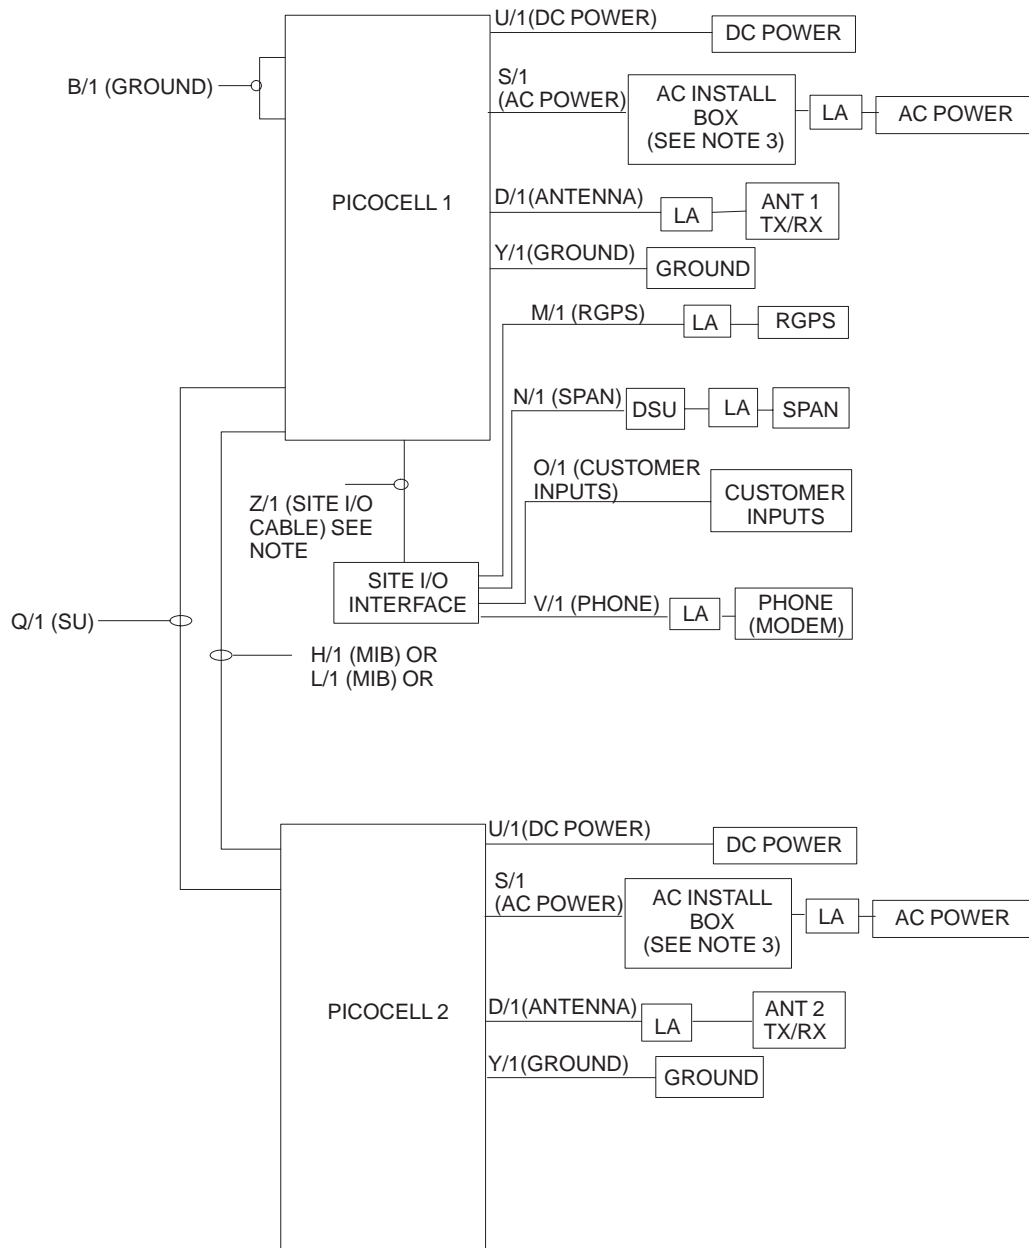 U/1(DC POWER)
DC POWER
B/1 (GROUND)
S/1
(AC POWER)
AC INSTALL
BOX
(SEE NOTE 3)
LA
AC POWER
PICOCELL 1
D/1(ANTENNA)
LA
ANT 1
TX/RX
Y/1(GROUND)
GROUND
M/1 (RGPS)
LA
RGPS
N/1 (SPAN)
DSU
LA
SPAN
O/1 (CUSTOMER
INPUTS)
CUSTOMER
INPUTS
Z/1 (SITE I/O
CABLE) SEE
NOTE
SITE I/O
INTERFACE
V/1 (PHONE)
LA
PHONE
(MODEM)
Q/1 (SU)
H/1 (MIB) OR
L/1 (MIB) OR
U/1(DC POWER)
DC POWER
S/1
(AC POWER)
AC INSTALL
BOX
(SEE NOTE 3)
LA
AC POWER
PICOCELL 2
D/1(ANTENNA)
LA
ANT 2
TX/RX
Y/1(GROUND)
GROUND